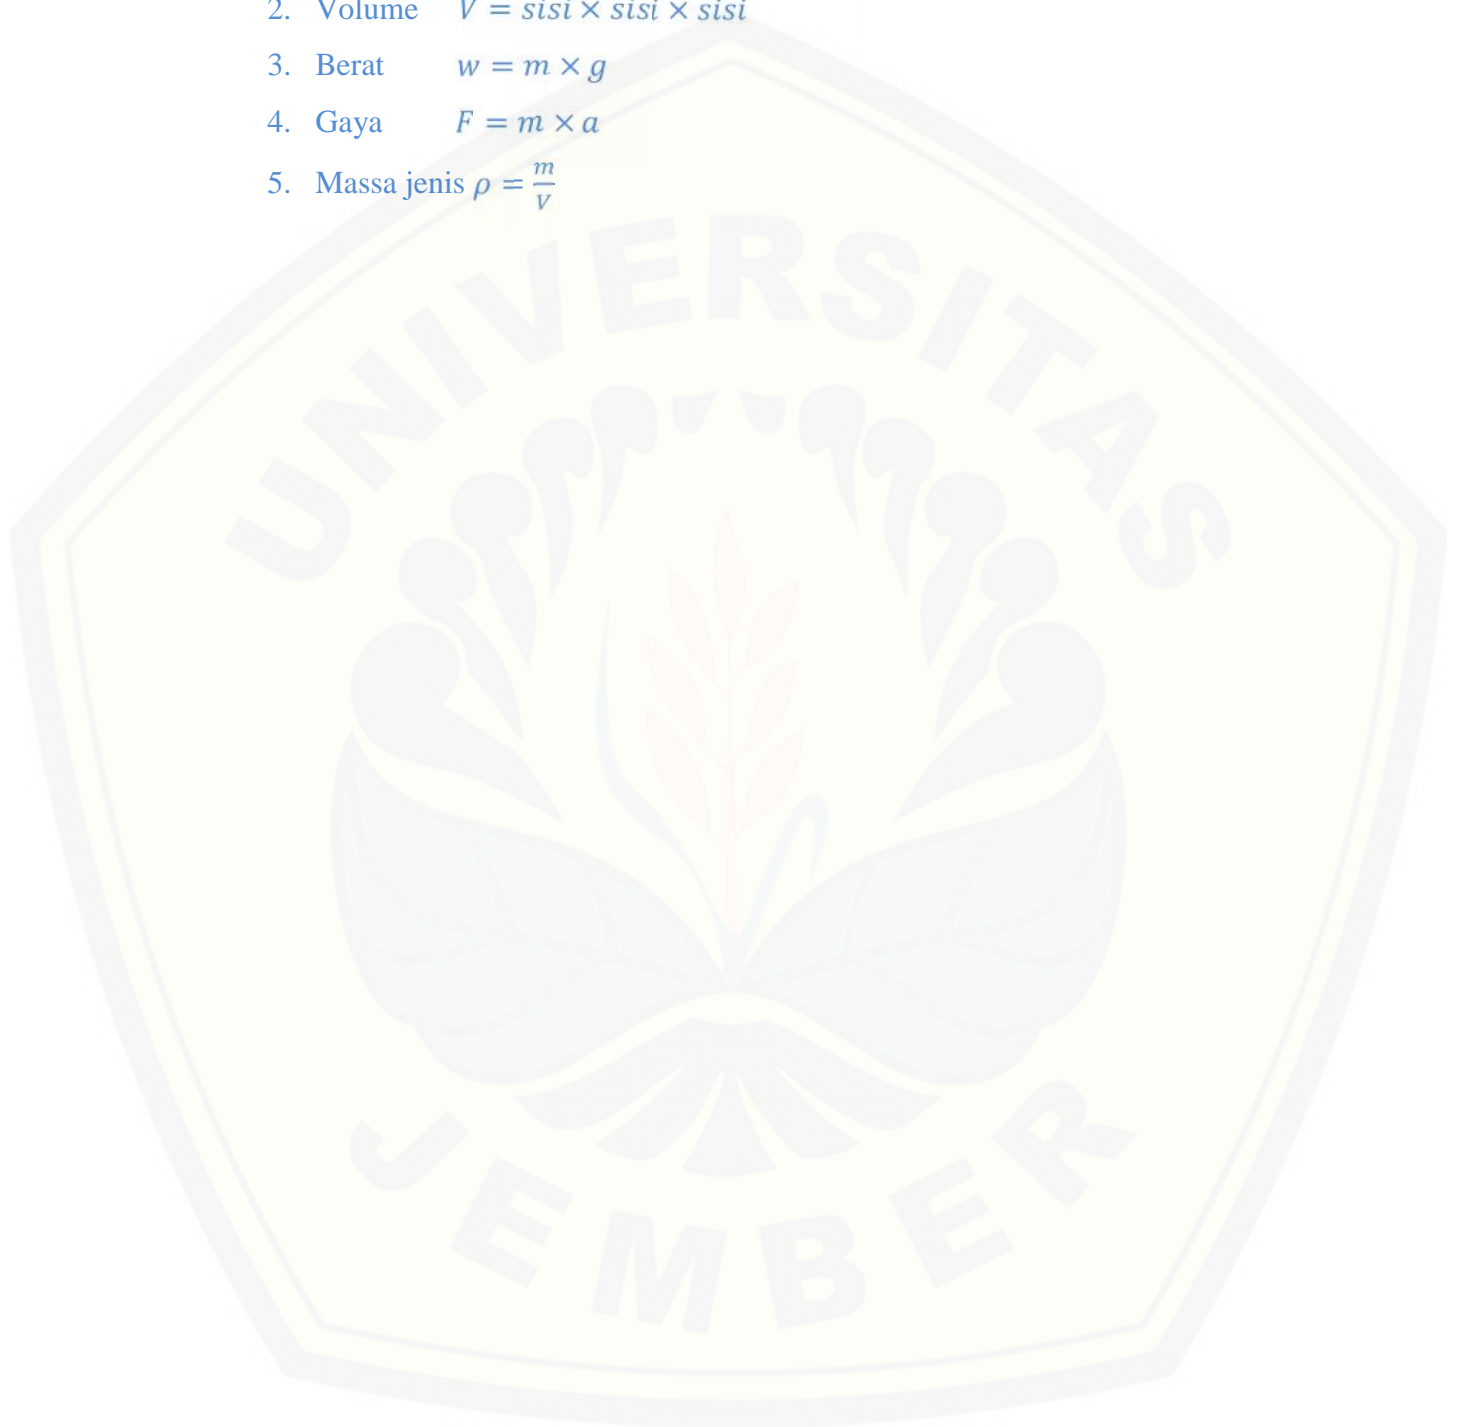 2. Volume V = sisi × sisi × sisi
3. Berat w = m × g
4. Gaya F = m × a
5. Massa jenis ρ = m/V
UNIVERSITAS
JEMBER